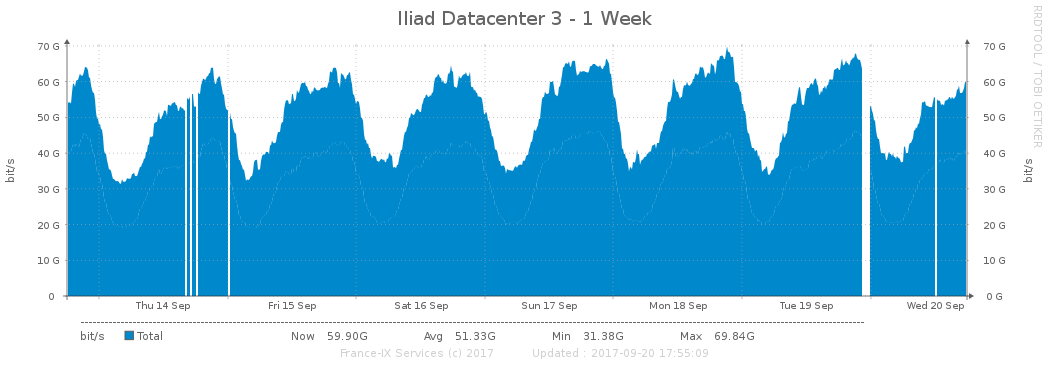 Iliad Datacenter 3 - 1 Week
RRDTOOL / TOBI OETIKER
70 G 70 G
60 G 60 G
50 G 50 G
40 G 40 G
30 G 30 G
20 G 20 G
10 G 10 G
0 0 G
bit/s
bit/s
Thu 14 Sep Fri 15 Sep Sat 16 Sep Sun 17 Sep Mon 18 Sep Tue 19 Sep Wed 20 Sep
bit/s Total Now 59.90G Avg 51.33G Min 31.38G Max 69.84G
France-IX Services (c) 2017 Updated : 2017-09-20 17:55:09